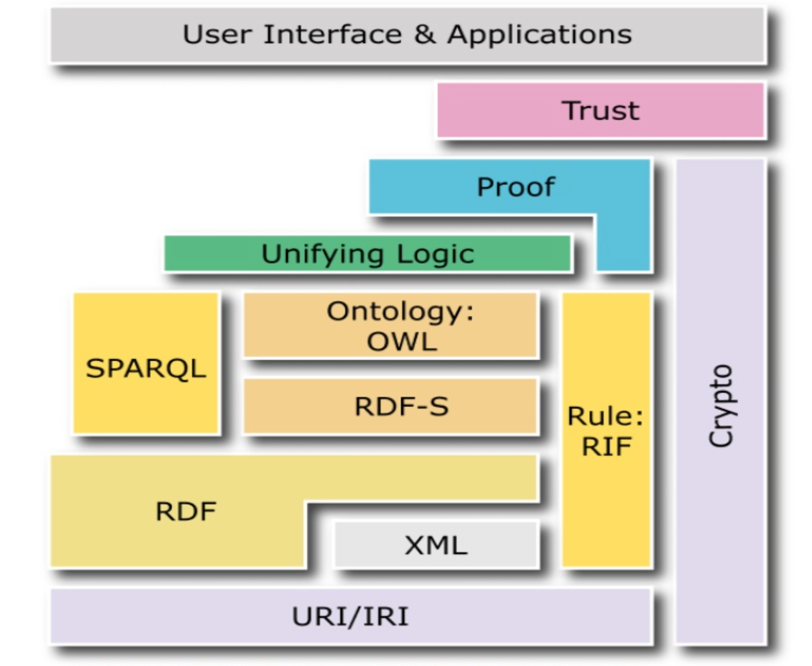 User Interface & Applications
Trust
Proof
Unifying Logic
SPARQL
Ontology:
OWL
RDF-S
Rule:
RIF
Crypto
RDF
XML
URI/IRI